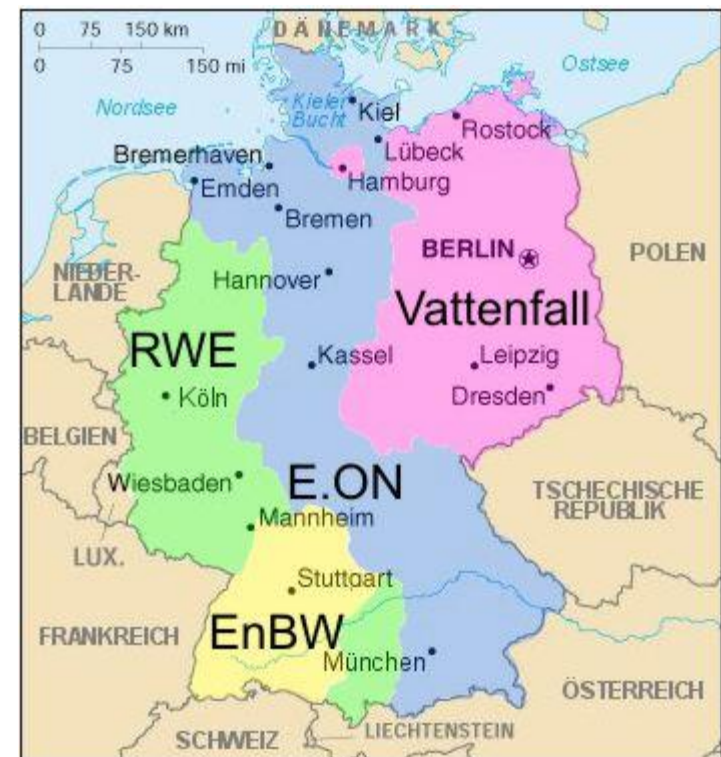 0 75 150 km
0 75 150 mi
DÄNEMARK
Ostsee
Nordsee
Kieler
Bucht
Kiel
Rostock
Lübeck
Bremerhaven
Hamburg
Emden
Bremen
BERLIN
POLEN
NIEDER-
LANDE
Hannover
Vattenfall
RWE
Kassel
Leipzig
Köln
Dresden
BELGIEN
Wiesbaden
E.ON
TSCHECHISCHE
REPUBLIK
Mannheim
LUX.
Stuttpart
EnBW
FRANKREICH
München
ÖSTERREICH
LIECHTENSTEIN
SCHWEIZ